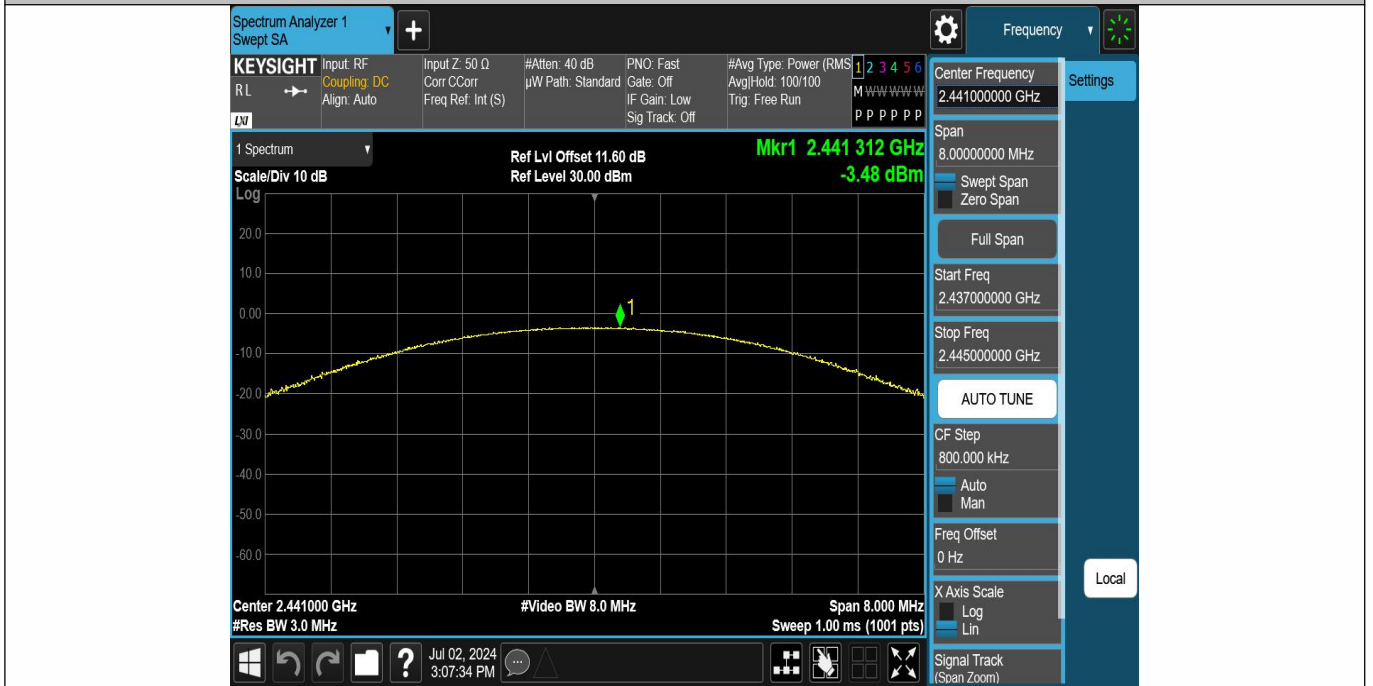 Spectrum Analyzer 1
Swept SA
+
Frequency
KEYSIGHT
RL
LXI
Input: RF
Coupling: DC
Align: Auto
Input Z: 50 Ω
Corr CCorr
Freq Ref: Int (S)
#Atten: 40 dB
µW Path: Standard
PNO: Fast
Gate: Off
IF Gain: Low
Sig Track: Off
#Avg Type: Power (RMS
Avg|Hold: 100/100
Trig: Free Run
1 2 3 4 5 6
M W W W W W
P P P P P P
Center Frequency
2.441000000 GHz
Settings
1 Spectrum
Scale/Div 10 dB
Log
Ref Lvl Offset 11.60 dB
Ref Level 30.00 dBm
Mkr1 2.441 312 GHz
-3.48 dBm
20.0
10.0
0.00
-10.0
-20.0
-30.0
-40.0
-50.0
-60.0
1
Center 2.441000 GHz
#Res BW 3.0 MHz
#Video BW 8.0 MHz
Span 8.000 MHz
Sweep 1.00 ms (1001 pts)
Span
8.00000000 MHz
Swept Span
Zero Span
Full Span
Start Freq
2.437000000 GHz
Stop Freq
2.445000000 GHz
AUTO TUNE
CF Step
800.000 kHz
Auto
Man
Freq Offset
0 Hz
X Axis Scale
Log
Lin
Signal Track
(Span Zoom)
Local
?
Jul 02, 2024
3:07:34 PM